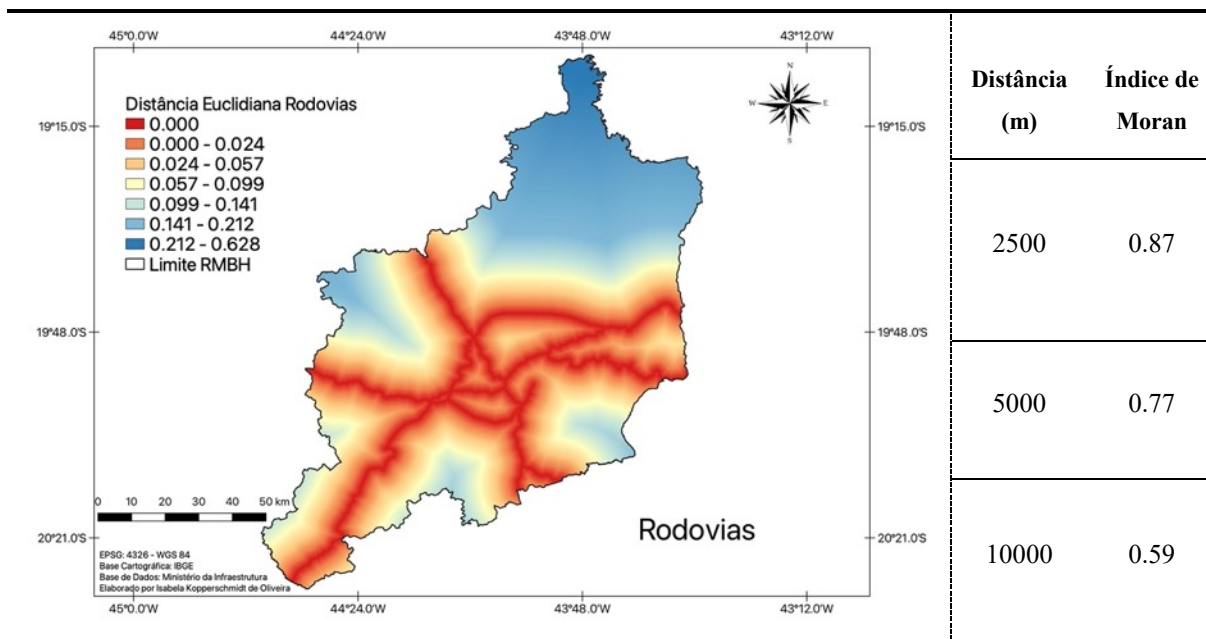 45°0.0'W 44°24.0'W 43°48.0'W 43°12.0'W
N
W E
S
Distância Euclidiana Rodovias
0.000
0.000 - 0.024
0.024 - 0.057
0.057 - 0.099
0.099 - 0.141
0.141 - 0.212
0.212 - 0.628
Limite RMBH
19°15.0'S 19°15.0'S
19°48.0'S 19°48.0'S
20°21.0'S 20°21.0'S
0 10 20 30 40 50 km
Rodovias
EPSG: 4326 - WGS 84
Base Cartográfica: IBGE
Base de Dados: Ministério da Infraestrutura
Elaborado por Isabela Kopperschmidt de Oliveira
45°0.0'W 44°24.0'W 43°48.0'W 43°12.0'W
Distância Índice de
(m) Moran
2500 0.87
5000 0.77
10000 0.59